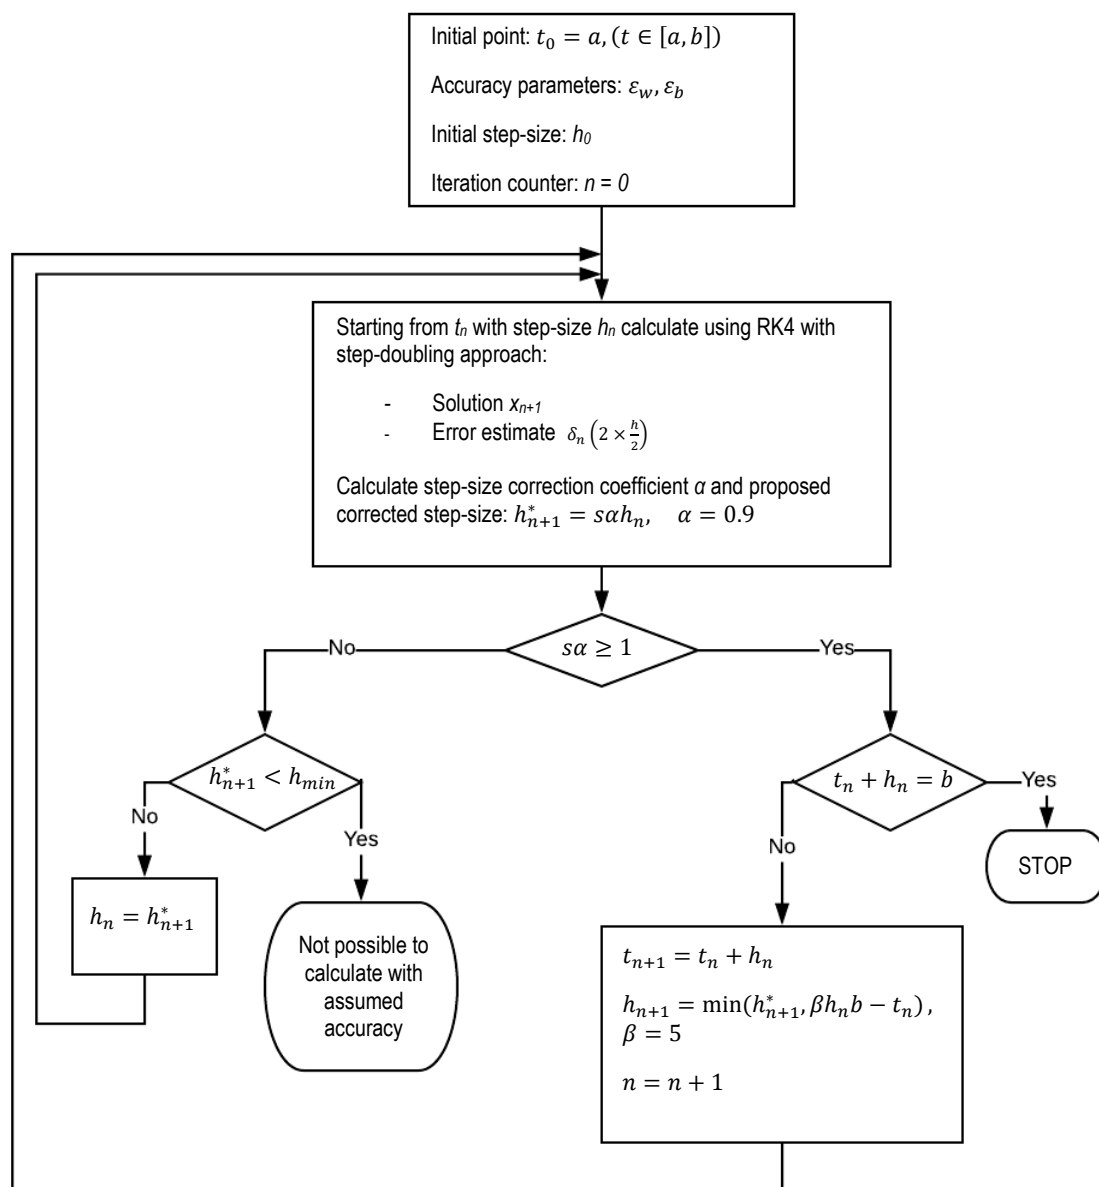 Initial point: t₀ = a, (t ∈ [a, b])
Accuracy parameters: ε_w, ε_b
Initial step-size: h₀
Iteration counter: n = 0
Starting from tₙ with step-size hₙ calculate using RK4 with
step-doubling approach:
- Solution xₙ₊₁
- Error estimate δₙ (2 × h/2)
Calculate step-size correction coefficient α and proposed
corrected step-size: h*ₙ₊₁ = sαhₙ, α = 0.9
sα ≥ 1
No
Yes
h*ₙ₊₁ < h_min
No
Yes
hₙ = h*ₙ₊₁
Not possible to
calculate with
assumed
accuracy
tₙ + hₙ = b
Yes
No
STOP
tₙ₊₁ = tₙ + hₙ
hₙ₊₁ = min(h*ₙ₊₁, βhₙb − tₙ) ,
β = 5
n = n + 1